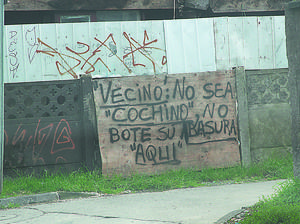 "VECINO: NO SEA
"COCHINO", NO
BOTE SU BASURA
"AQUI"